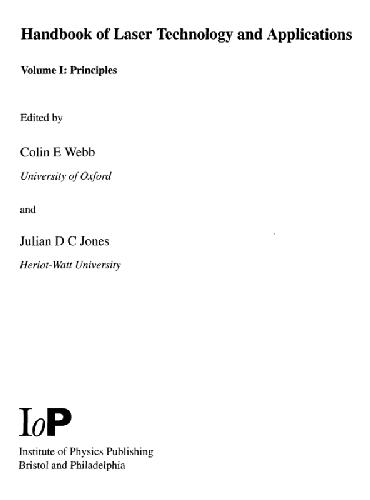 Handbook of Laser Technology and Applications
Volume I: Principles
Edited by
Colin E Webb
University of Oxford
and
Julian D C Jones
Heriot-Watt University
IoP
Institute of Physics Publishing
Bristol and Philadelphia